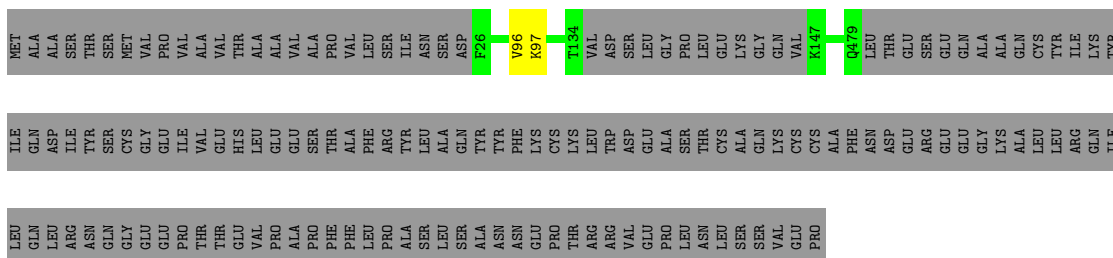 MET ALA ALA SER THR SER MET VAL PRO VAL ALA VAL THR ALA ALA VAL ALA PRO VAL LEU SER ILE ASN SER ASP F26 V96 K97 T134 VAL ASP SER LEU GLY PRO LEU GLU LYS GLY GLN VAL K147 Q479 LEU THR GLU SER GLU GLN ALA ALA GLN CYS TYR ILE LYS TYR
ILE GLN ASP ILE TYR SER CYS GLY GLU ILE VAL GLU HIS LEU GLU GLU SER THR ALA PHE ARG TYR LEU ALA GLN TYR TYR PHE LYS CYS LYS LEU TRP ASP GLU ALA SER THR CYS ALA GLN LYS CYS CYS ALA PHE ASN ASP GLU ARG GLU GLU GLY LYS ALA LEU LEU ARG GLN ILE
LEU GLN LEU ARG ASN GLN GLY GLU GLU PRO THR THR GLU VAL PRO ALA PRO PHE PHE LEU PRO ALA SER LEU SER ALA ASN ASN GLU PRO THR ARG ARG VAL GLU PRO LEU ASN LEU SER SER VAL GLU PRO